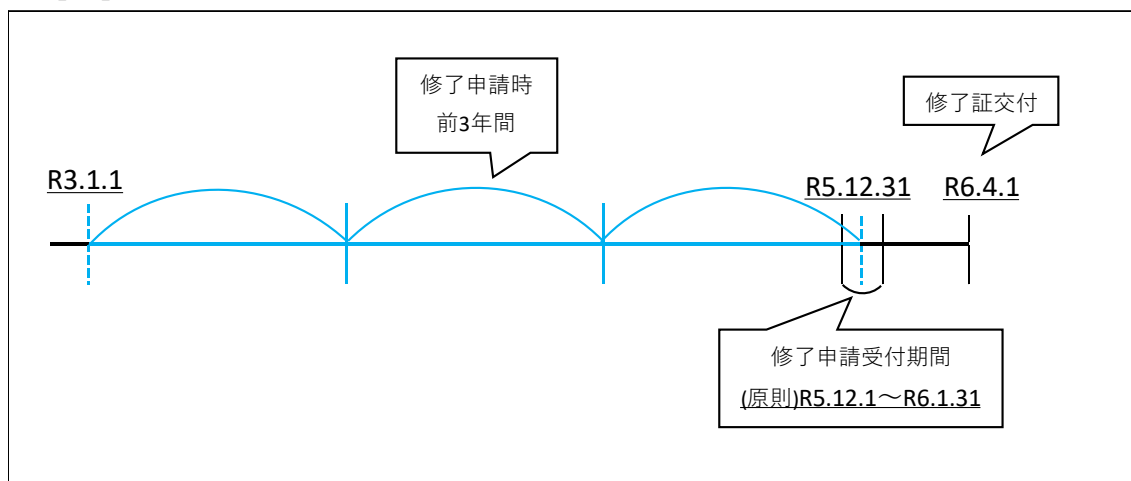 修了申請時
前3年間
修了証交付
R3.1.1
R5.12.31
R6.4.1
修了申請受付期間
(原則)R5.12.1～R6.1.31